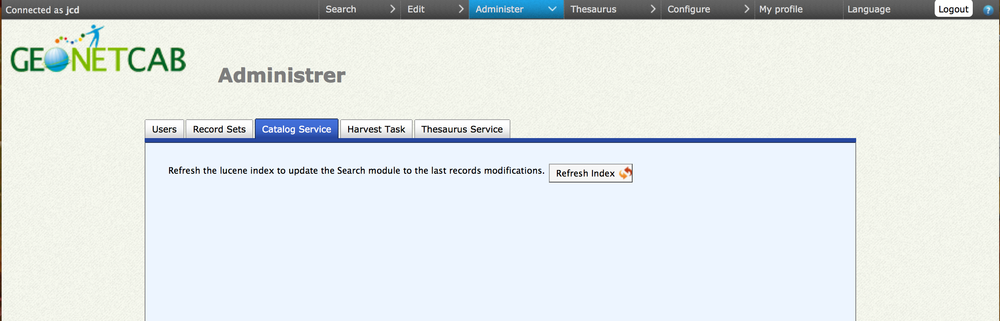 Connected as jcd Search Edit Administer Thesaurus Configure My profile Language Logout ?
GEONETCAB
Administrer
Users Record Sets Catalog Service Harvest Task Thesaurus Service
Refresh the lucene index to update the Search module to the last records modifications. Refresh Index